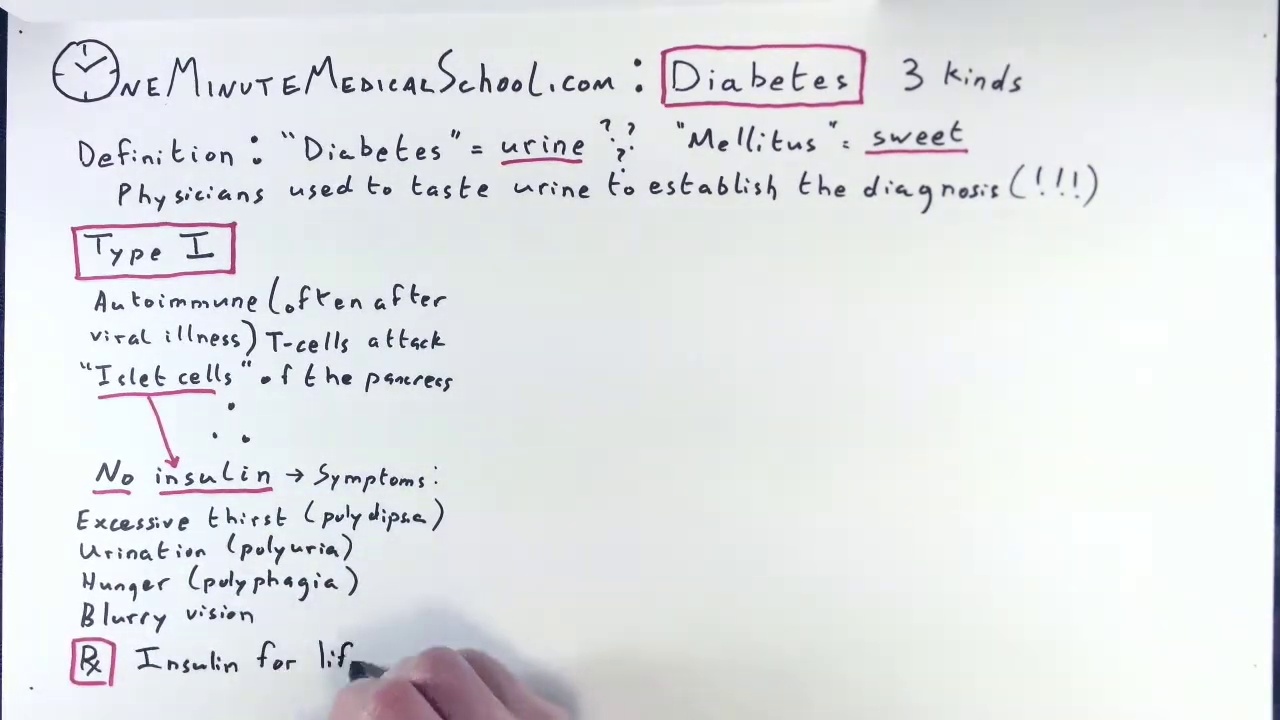 ONEMINUTEMEDICALSCHOOL.COM : Diabetes 3 kinds
Definition : "Diabetes" = urine ??? "Mellitus" = sweet
Physicians used to taste urine to establish the diagnosis (!!!)
Type I
Autoimmune (often after
viral illness) T-cells attack
"Islet cells" of the pancreas
∴
No insulin → Symptoms:
Excessive thirst (polydipsia)
Urination (polyuria)
Hunger (polyphagia)
Blurry vision
Rx Insulin for lif